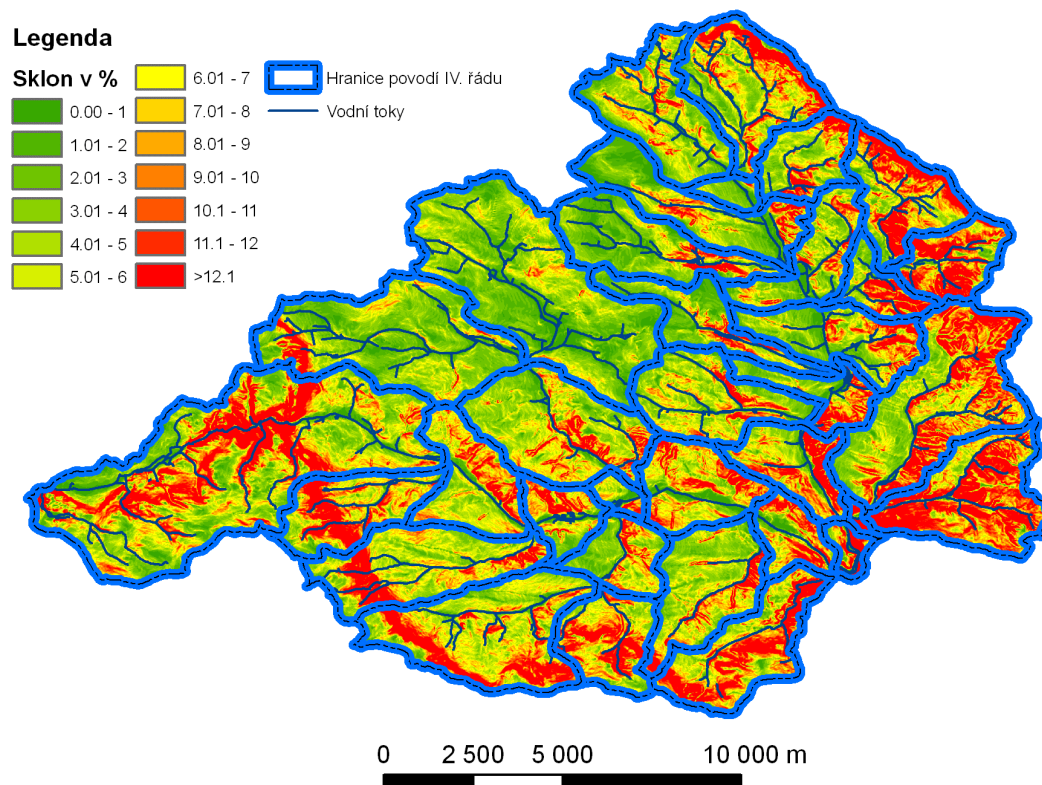 Legenda
Sklon v %
0.00 - 1
1.01 - 2
2.01 - 3
3.01 - 4
4.01 - 5
5.01 - 6
6.01 - 7
7.01 - 8
8.01 - 9
9.01 - 10
10.1 - 11
11.1 - 12
>12.1
Hranice povodí IV. řádu
Vodní toky
0 2 500 5 000 10 000 m